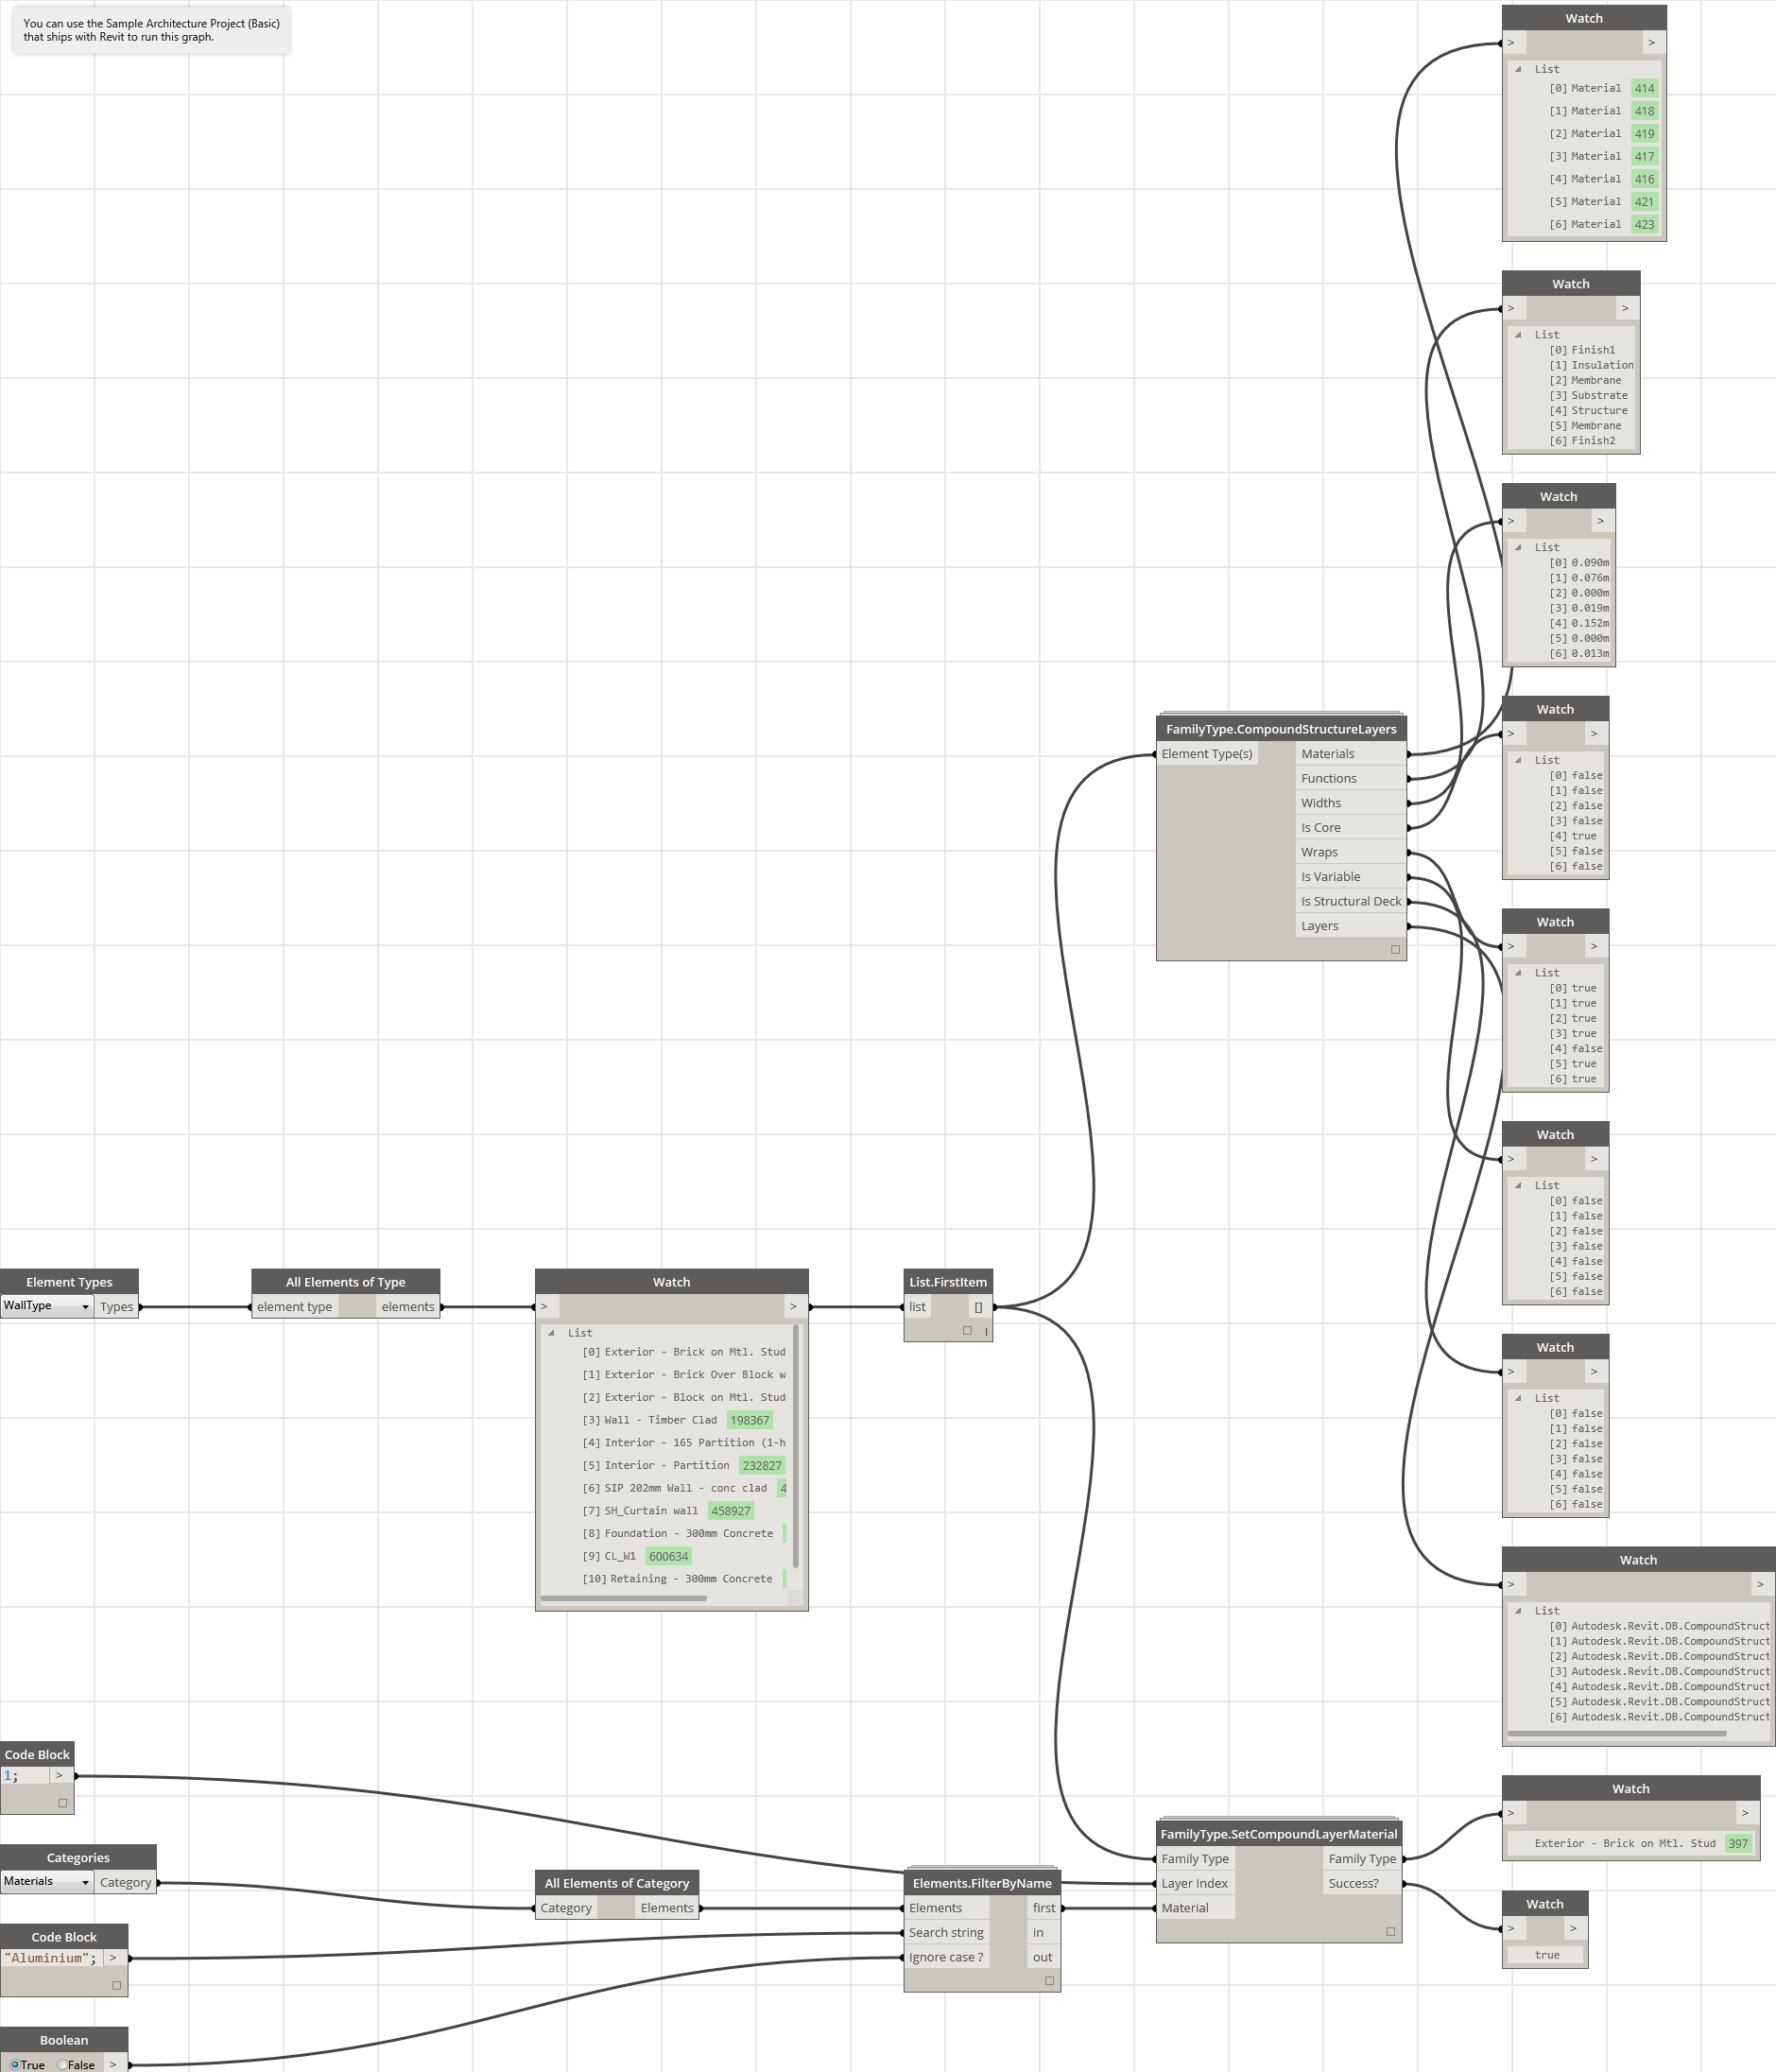 You can use the Sample Architecture Project (Basic)
that ships with Revit to run this graph.
Watch
> >
List
[0] Material 414
[1] Material 418
[2] Material 419
[3] Material 417
[4] Material 416
[5] Material 421
[6] Material 423
Watch
> >
List
[0] Finish1
[1] Insulation
[2] Membrane
[3] Substrate
[4] Structure
[5] Membrane
[6] Finish2
Watch
> >
List
[0] 0.090m
[1] 0.076m
[2] 0.000m
[3] 0.019m
[4] 0.152m
[5] 0.000m
[6] 0.013m
FamilyType.CompoundStructureLayers
Element Type(s) Materials
Functions
Widths
Is Core
Wraps
Is Variable
Is Structural Deck
Layers
Watch
> >
List
[0] false
[1] false
[2] false
[3] false
[4] true
[5] false
[6] false
Watch
> >
List
[0] true
[1] true
[2] true
[3] true
[4] false
[5] true
[6] true
Watch
> >
List
[0] false
[1] false
[2] false
[3] false
[4] false
[5] false
[6] false
Element Types
WallType Types
All Elements of Type
element type elements
Watch
> >
List
[0] Exterior - Brick on Mtl. Stud
[1] Exterior - Brick Over Block w
[2] Exterior - Block on Mtl. Stud
[3] Wall - Timber Clad 198367
[4] Interior - 165 Partition (1-h
[5] Interior - Partition 232827
[6] SIP 202mm Wall - conc clad 4
[7] SH_Curtain wall 458927
[8] Foundation - 300mm Concrete
[9] CL_W1 600634
[10] Retaining - 300mm Concrete
List.FirstItem
list []
l
Watch
> >
List
[0] false
[1] false
[2] false
[3] false
[4] false
[5] false
[6] false
Watch
> >
List
[0] Autodesk.Revit.DB.CompoundStruct
[1] Autodesk.Revit.DB.CompoundStruct
[2] Autodesk.Revit.DB.CompoundStruct
[3] Autodesk.Revit.DB.CompoundStruct
[4] Autodesk.Revit.DB.CompoundStruct
[5] Autodesk.Revit.DB.CompoundStruct
[6] Autodesk.Revit.DB.CompoundStruct
Code Block
1; >
Categories
Materials Category
Code Block
"Aluminium"; >
Boolean
True False >
All Elements of Category
Category Elements
Elements.FilterByName
Elements first
Search string in
Ignore case ? out
FamilyType.SetCompoundLayerMaterial
Family Type Family Type
Layer Index Success?
Material
Watch
> >
Exterior - Brick on Mtl. Stud 397
Watch
> >
true